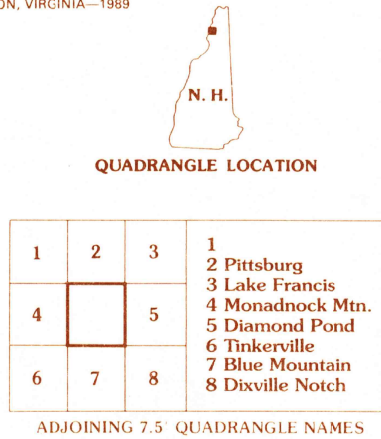 ON, VIRGINIA—1989
N. H.
QUADRANGLE LOCATION
1 2 3
4 5
6 7 8
1
2 Pittsburg
3 Lake Francis
4 Monadnock Mtn.
5 Diamond Pond
6 Tinkerville
7 Blue Mountain
8 Dixville Notch
ADJOINING 7.5' QUADRANGLE NAMES